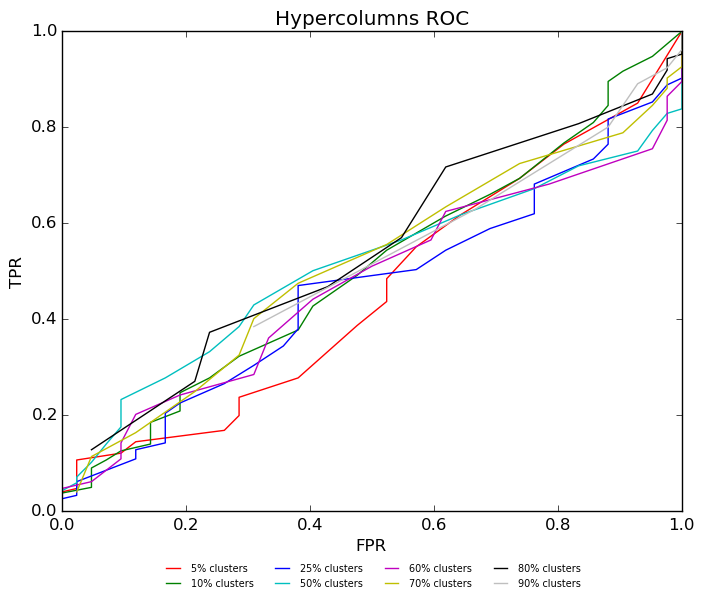 Hypercolumns ROC
1.0
0.8
0.6
0.4
0.2
0.0
TPR
0.0 0.2 0.4 0.6 0.8 1.0
FPR
5% clusters 25% clusters 60% clusters 80% clusters
10% clusters 50% clusters 70% clusters 90% clusters